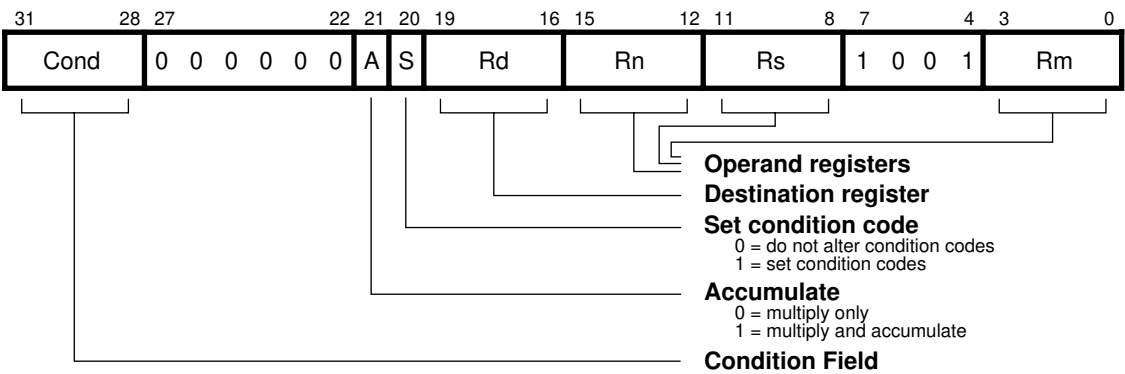 31 28 27 22 21 20 19 16 15 12 11 8 7 4 3 0
Cond 0 0 0 0 0 0 A S Rd Rn Rs 1 0 0 1 Rm
Operand registers
Destination register
Set condition code
0 = do not alter condition codes
1 = set condition codes
Accumulate
0 = multiply only
1 = multiply and accumulate
Condition Field